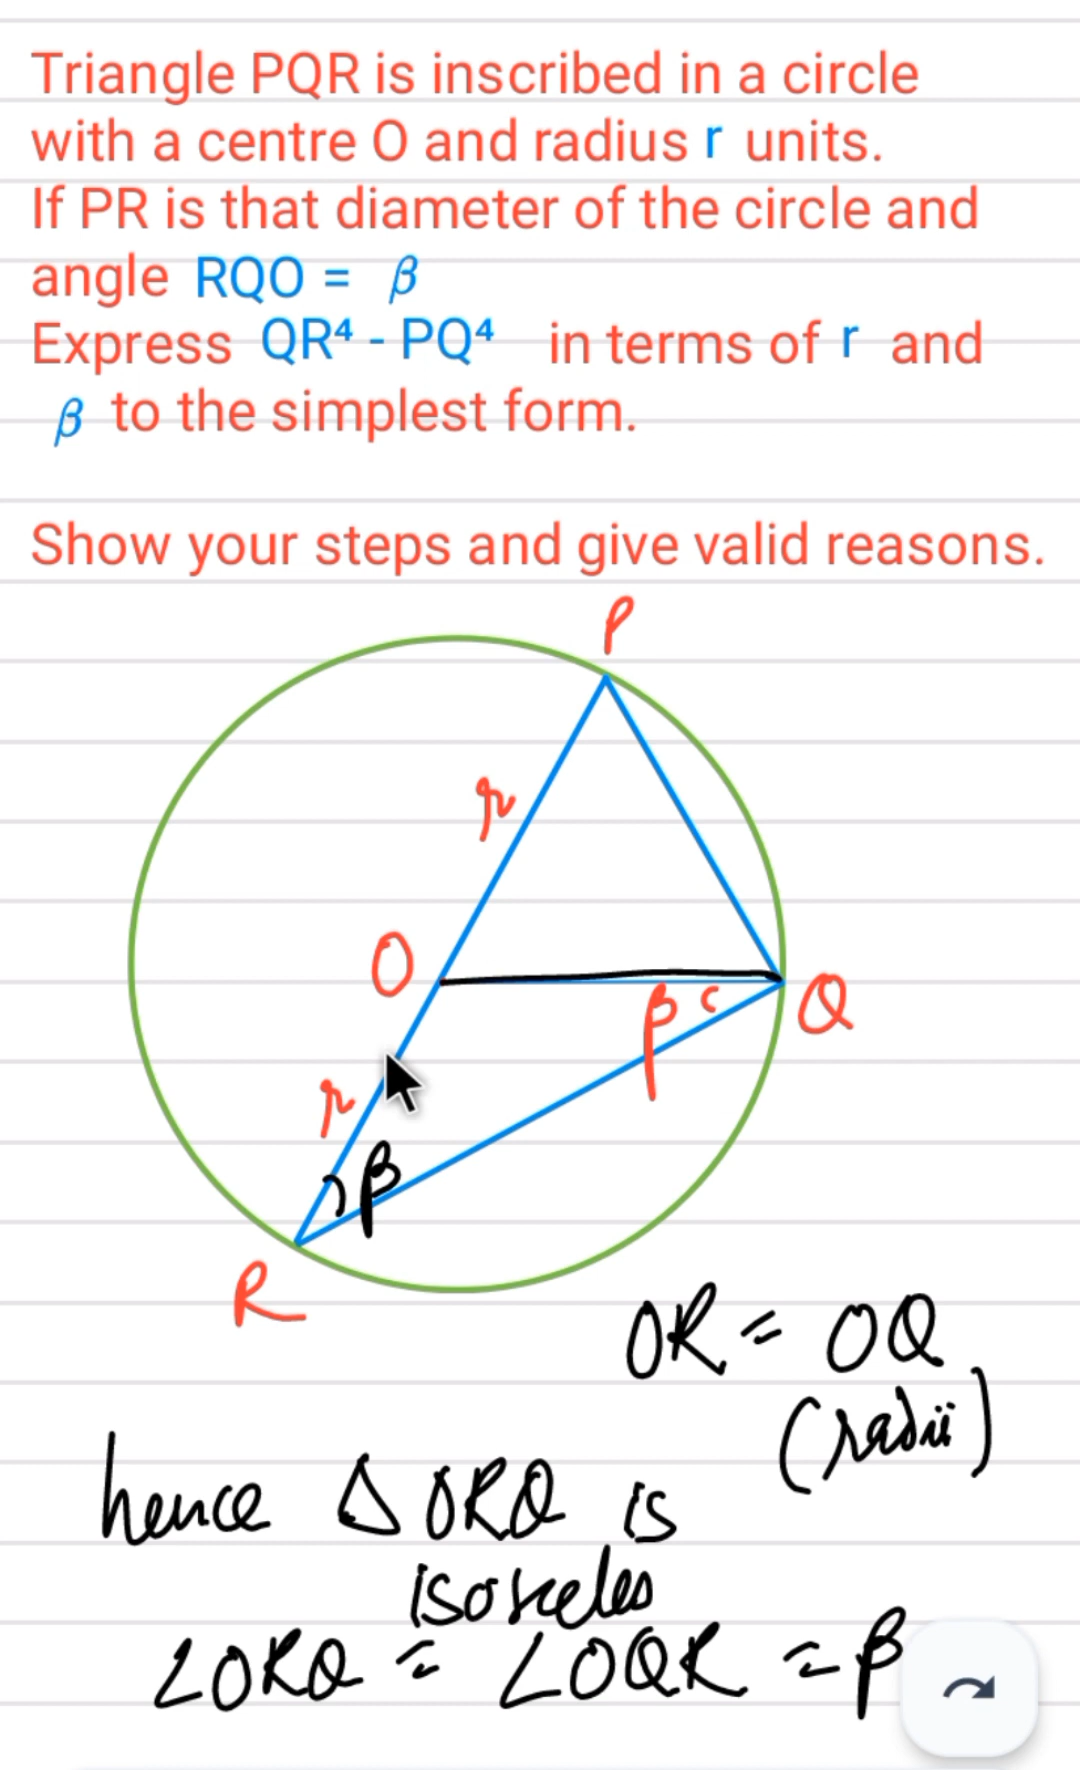 Triangle PQR is inscribed in a circle
with a centre O and radius r units.
If PR is that diameter of the circle and
angle RQO = β
Express QR⁴ - PQ⁴ in terms of r and
β to the simplest form.
Show your steps and give valid reasons.
P
r
O
β c
Q
r
β
R
OR = OQ
(radii)
hence △ ORQ is
isosceles
∠ORQ = ∠OQR = β